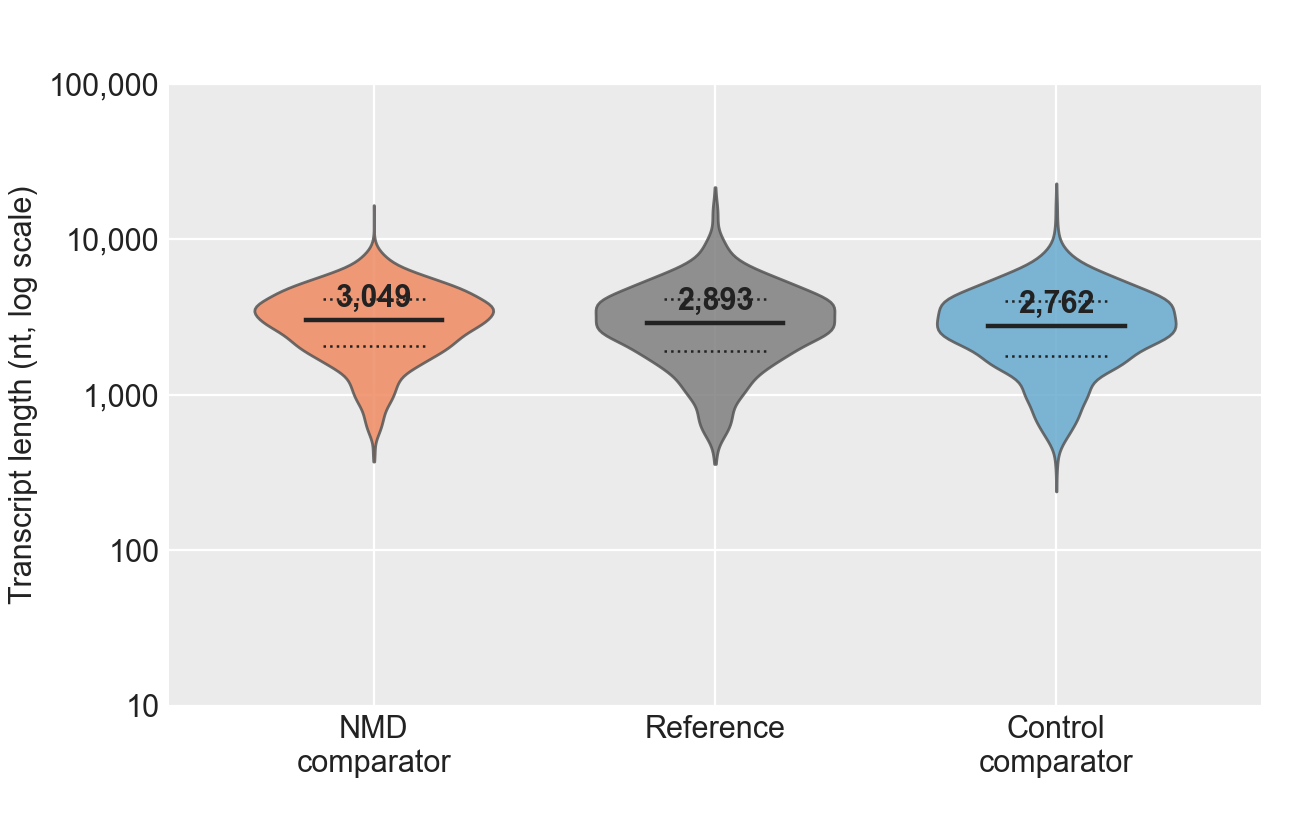 Transcript length (nt, log scale)
100,000
10,000
1,000
100
10
3,049
2,893
2,762
NMD
comparator
Reference
Control
comparator